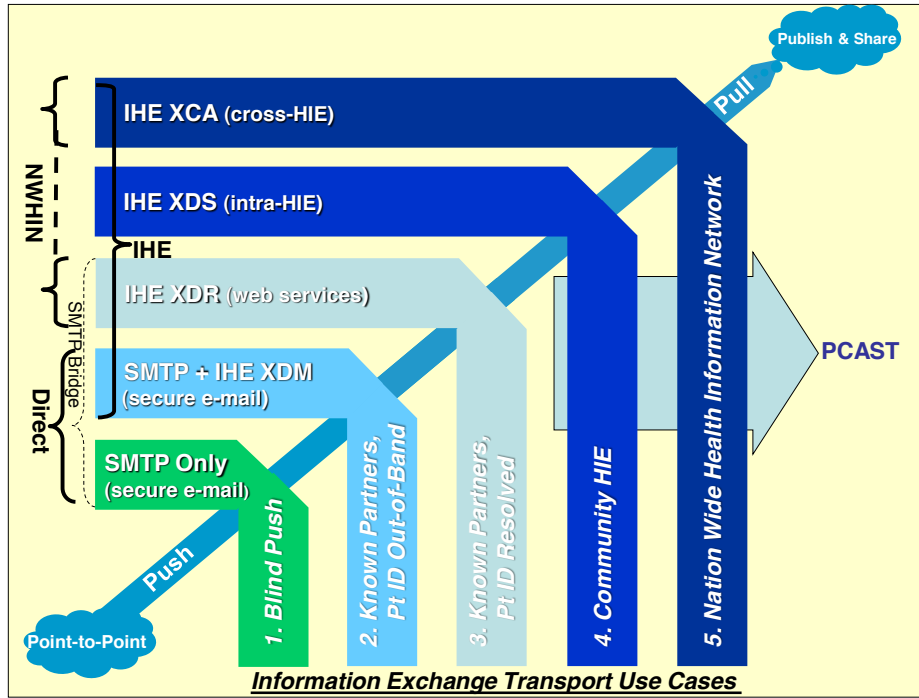 Publish & Share
Pull
IHE XCA (cross-HIE)
NWHIN
IHE XDS (intra-HIE)
IHE
IHE XDR (web services)
SMTP Bridge
PCAST
SMTP + IHE XDM
(secure e-mail)
Direct
SMTP Only
(secure e-mail)
Push
Point-to-Point
1. Blind Push
2. Known Partners,
Pt ID Out-of-Band
3. Known Partners,
Pt ID Resolved
4. Community HIE
5. Nation Wide Health Information Network
Information Exchange Transport Use Cases